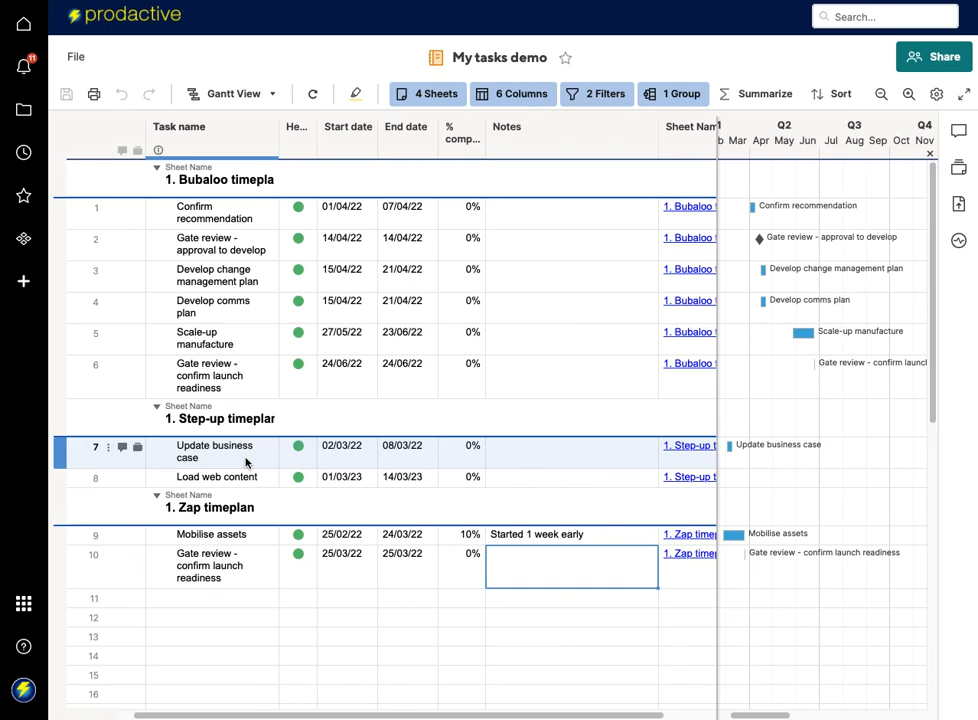 prodactive
Search...
11
File
My tasks demo
Share
Gantt View
4 Sheets
6 Columns
2 Filters
1 Group
Summarize
Sort
Task name
He...
Start date
End date
%
comp...
Notes
Sheet Nam
Q2
Q3
Q4
Mar
Apr
May
Jun
Jul
Aug
Sep
Oct
Nov
Sheet Name
1. Bubaloo timepla
1
Confirm
recommendation
01/04/22
07/04/22
0%
1. Bubaloo
Confirm recommendation
2
Gate review -
approval to develop
14/04/22
14/04/22
0%
1. Bubaloo
Gate review - approval to develop
3
Develop change
management plan
15/04/22
21/04/22
0%
1. Bubaloo
Develop change management plan
4
Develop comms
plan
15/04/22
21/04/22
0%
1. Bubaloo
Develop comms plan
5
Scale-up
manufacture
27/05/22
23/06/22
0%
1. Bubaloo
Scale-up manufacture
6
Gate review -
confirm launch
readiness
24/06/22
24/06/22
0%
1. Bubaloo
Gate review - confirm launch
Sheet Name
1. Step-up timeplan
7
Update business
case
02/03/22
08/03/22
0%
1. Step-up t
Update business case
8
Load web content
01/03/23
14/03/23
0%
1. Step-up t
Sheet Name
1. Zap timeplan
9
Mobilise assets
25/02/22
24/03/22
10%
Started 1 week early
1. Zap timep
Mobilise assets
10
Gate review -
confirm launch
readiness
25/03/22
25/03/22
0%
1. Zap timep
Gate review - confirm launch readiness
11
12
13
14
15
16